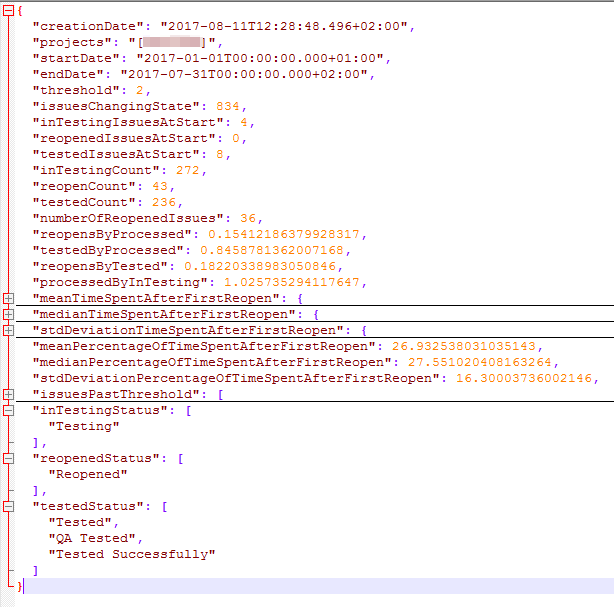 {
"creationDate": "2017-08-11T12:28:48.496+02:00",
"projects": "[ ]",
"startDate": "2017-01-01T00:00:00.000+01:00",
"endDate": "2017-07-31T00:00:00.000+02:00",
"threshold": 2,
"issuesChangingState": 834,
"inTestingIssuesAtStart": 4,
"reopenedIssuesAtStart": 0,
"testedIssuesAtStart": 8,
"inTestingCount": 272,
"reopenCount": 43,
"testedCount": 236,
"numberOfReopenedIssues": 36,
"reopensByProcessed": 0.15412186379928317,
"testedByProcessed": 0.8458781362007168,
"reopensByTested": 0.18220338983050846,
"processedByInTesting": 1.025735294117647,
"meanTimeSpentAfterFirstReopen": {
"medianTimeSpentAfterFirstReopen": {
"stdDeviationTimeSpentAfterFirstReopen": {
"meanPercentageOfTimeSpentAfterFirstReopen": 26.932538031035143,
"medianPercentageOfTimeSpentAfterFirstReopen": 27.551020408163264,
"stdDeviationPercentageOfTimeSpentAfterFirstReopen": 16.30003736002146,
"issuesPastThreshold": [
"inTestingStatus": [
"Testing"
],
"reopenedStatus": [
"Reopened"
],
"testedStatus": [
"Tested",
"QA Tested",
"Tested Successfully"
]
}